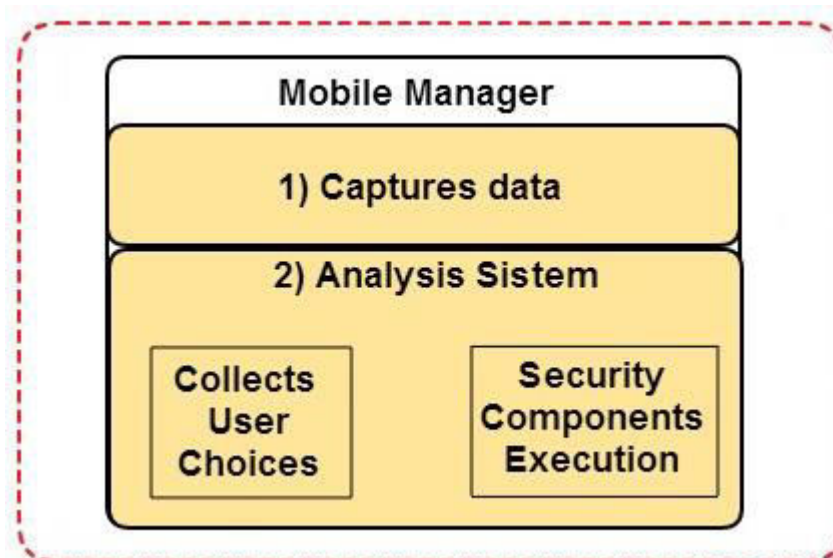 Mobile Manager
1) Captures data
2) Analysis Sistem
Collects
User
Choices
Security
Components
Execution